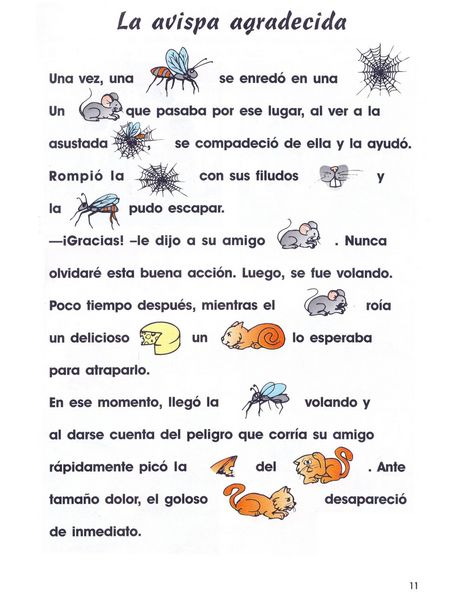 La avispa agradecida
Una vez, una se enredó en una
Un que pasaba por ese lugar, al ver a la
asustada se compadeció de ella y la ayudó.
Rompió la con sus filudos y
la pudo escapar.
—¡Gracias! –le dijo a su amigo . Nunca
olvidaré esta buena acción. Luego, se fue volando.
Poco tiempo después, mientras el roía
un delicioso un lo esperaba
para atraparlo.
En ese momento, llegó la volando y
al darse cuenta del peligro que corría su amigo
rápidamente picó la del . Ante
tamaño dolor, el goloso desapareció
de inmediato.
11